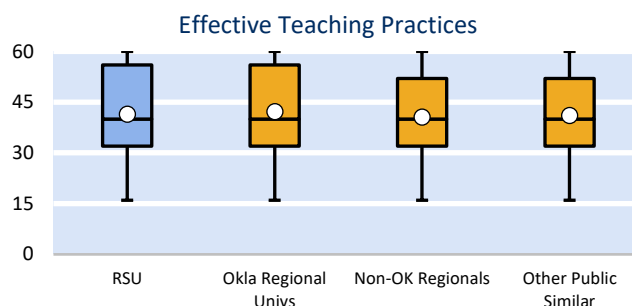 Effective Teaching Practices
60
45
30
15
0
RSU
Okla Regional
Univs
Non-OK Regionals
Other Public
Similar